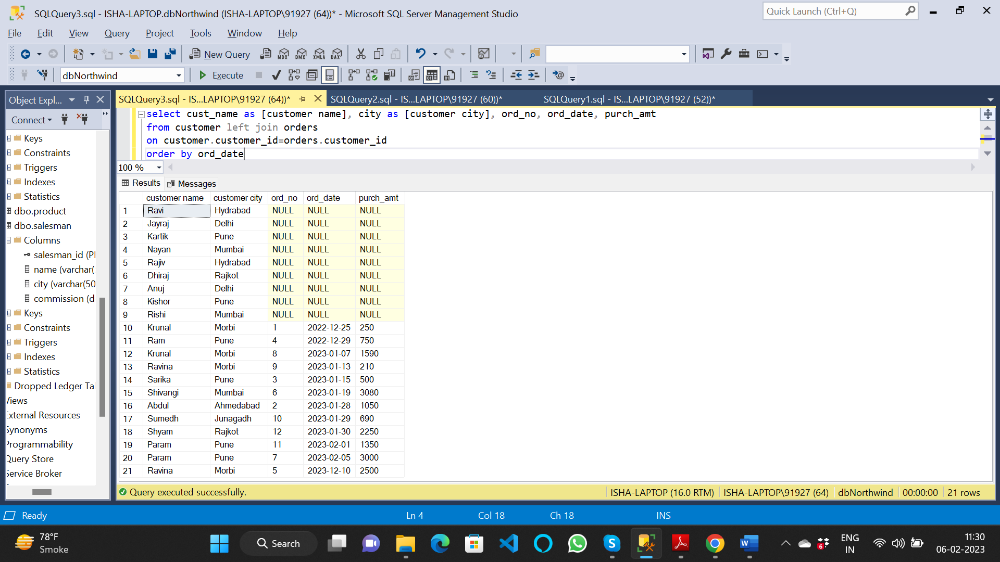 SQLQuery3.sql - ISHA-LAPTOP.dbNorthwind (ISHA-LAPTOP\91927 (64))* - Microsoft SQL Server Management Studio
Quick Launch (Ctrl+Q)
File Edit View Query Project Tools Window Help
New Query MDX DMX XMLA DAX
dbNorthwind Execute
Object Expl...
SQLQuery3.sql - IS...LAPTOP\91927 (64))* SQLQuery2.sql - IS...LAPTOP\91927 (60))* SQLQuery1.sql - IS...LAPTOP\91927 (52))*
Connect
Keys
Constraints
Triggers
Indexes
Statistics
dbo.product
dbo.salesman
Columns
salesman_id (P
name (varchar(
city (varchar(50
commission (d
Keys
Constraints
Triggers
Indexes
Statistics
Dropped Ledger Ta
Views
External Resources
Synonyms
Programmability
Query Store
Service Broker
select cust_name as [customer name], city as [customer city], ord_no, ord_date, purch_amt
from customer left join orders
on customer.customer_id=orders.customer_id
order by ord_date
100 %
Results Messages
customer name customer city ord_no ord_date purch_amt
1 Ravi Hydrabad NULL NULL NULL
2 Jayraj Delhi NULL NULL NULL
3 Kartik Pune NULL NULL NULL
4 Nayan Mumbai NULL NULL NULL
5 Rajiv Hydrabad NULL NULL NULL
6 Dhiraj Rajkot NULL NULL NULL
7 Anuj Delhi NULL NULL NULL
8 Kishor Pune NULL NULL NULL
9 Rishi Mumbai NULL NULL NULL
10 Krunal Morbi 1 2022-12-25 250
11 Ram Pune 4 2022-12-29 750
12 Krunal Morbi 8 2023-01-07 1590
13 Ravina Morbi 9 2023-01-13 210
14 Sarika Pune 3 2023-01-15 500
15 Shivangi Mumbai 6 2023-01-19 3080
16 Abdul Ahmedabad 2 2023-01-28 1050
17 Sumedh Junagadh 10 2023-01-29 690
18 Shyam Rajkot 12 2023-01-30 2250
19 Param Pune 11 2023-02-01 1350
20 Param Pune 7 2023-02-05 3000
21 Ravina Morbi 5 2023-12-10 2500
Query executed successfully. ISHA-LAPTOP (16.0 RTM) ISHA-LAPTOP\91927 (64) dbNorthwind 00:00:00 21 rows
Ready Ln 4 Col 18 Ch 18 INS
78°F
Smoke
Search
6
ENG
IN
11:30
06-02-2023